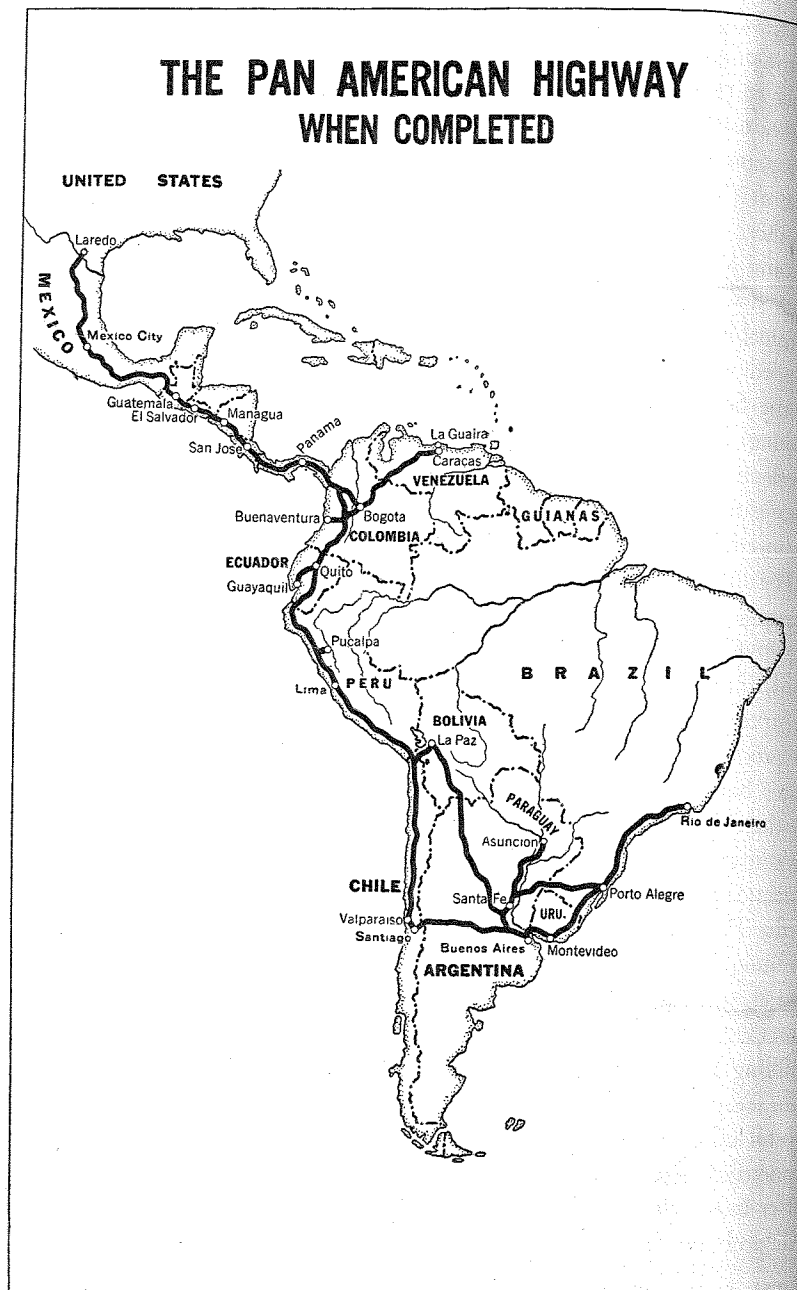 THE PAN AMERICAN HIGHWAY
WHEN COMPLETED
UNITED STATES
Laredo
MEXICO
Mexico City
Guatemala
El Salvador
Managua
San Jose
Panama
La Guaira
Caracas
VENEZUELA
GUIANAS
Buenaventura
Bogota
COLOMBIA
ECUADOR
Quito
Guayaquil
Pucalpa
BRAZIL
PERU
Lima
BOLIVIA
La Paz
PARAGUAY
Rio de Janeiro
Asuncion
CHILE
Santa Fe
Porto Alegre
URU.
Valparaiso
Santiago
Buenos Aires
Montevideo
ARGENTINA